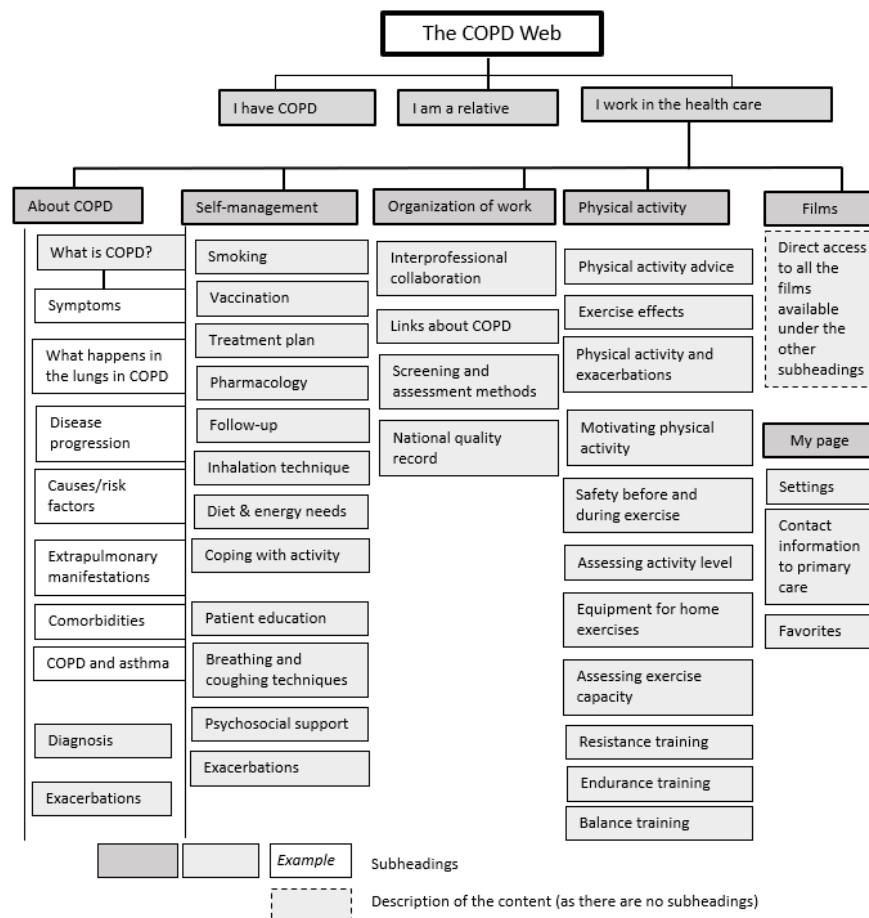 The COPD Web
I have COPD
I am a relative
I work in the health care
About COPD
Self-management
Organization of work
Physical activity
Films
What is COPD?
Symptoms
What happens in
the lungs in COPD
Disease
progression
Causes/risk
factors
Extrapulmonary
manifestations
Comorbidities
COPD and asthma
Diagnosis
Exacerbations
Smoking
Vaccination
Treatment plan
Pharmacology
Follow-up
Inhalation technique
Diet & energy needs
Coping with activity
Patient education
Breathing and
coughing techniques
Psychosocial support
Exacerbations
Interprofessional
collaboration
Links about COPD
Screening and
assessment methods
National quality
record
Physical activity advice
Exercise effects
Physical activity and
exacerbations
Motivating physical
activity
Safety before and
during exercise
Assessing activity level
Equipment for home
exercises
Assessing exercise
capacity
Resistance training
Endurance training
Balance training
Direct access
to all the
films
available
under the
other
subheadings
My page
Settings
Contact
information
to primary
care
Favorites
Example
Subheadings
Description of the content (as there are no subheadings)